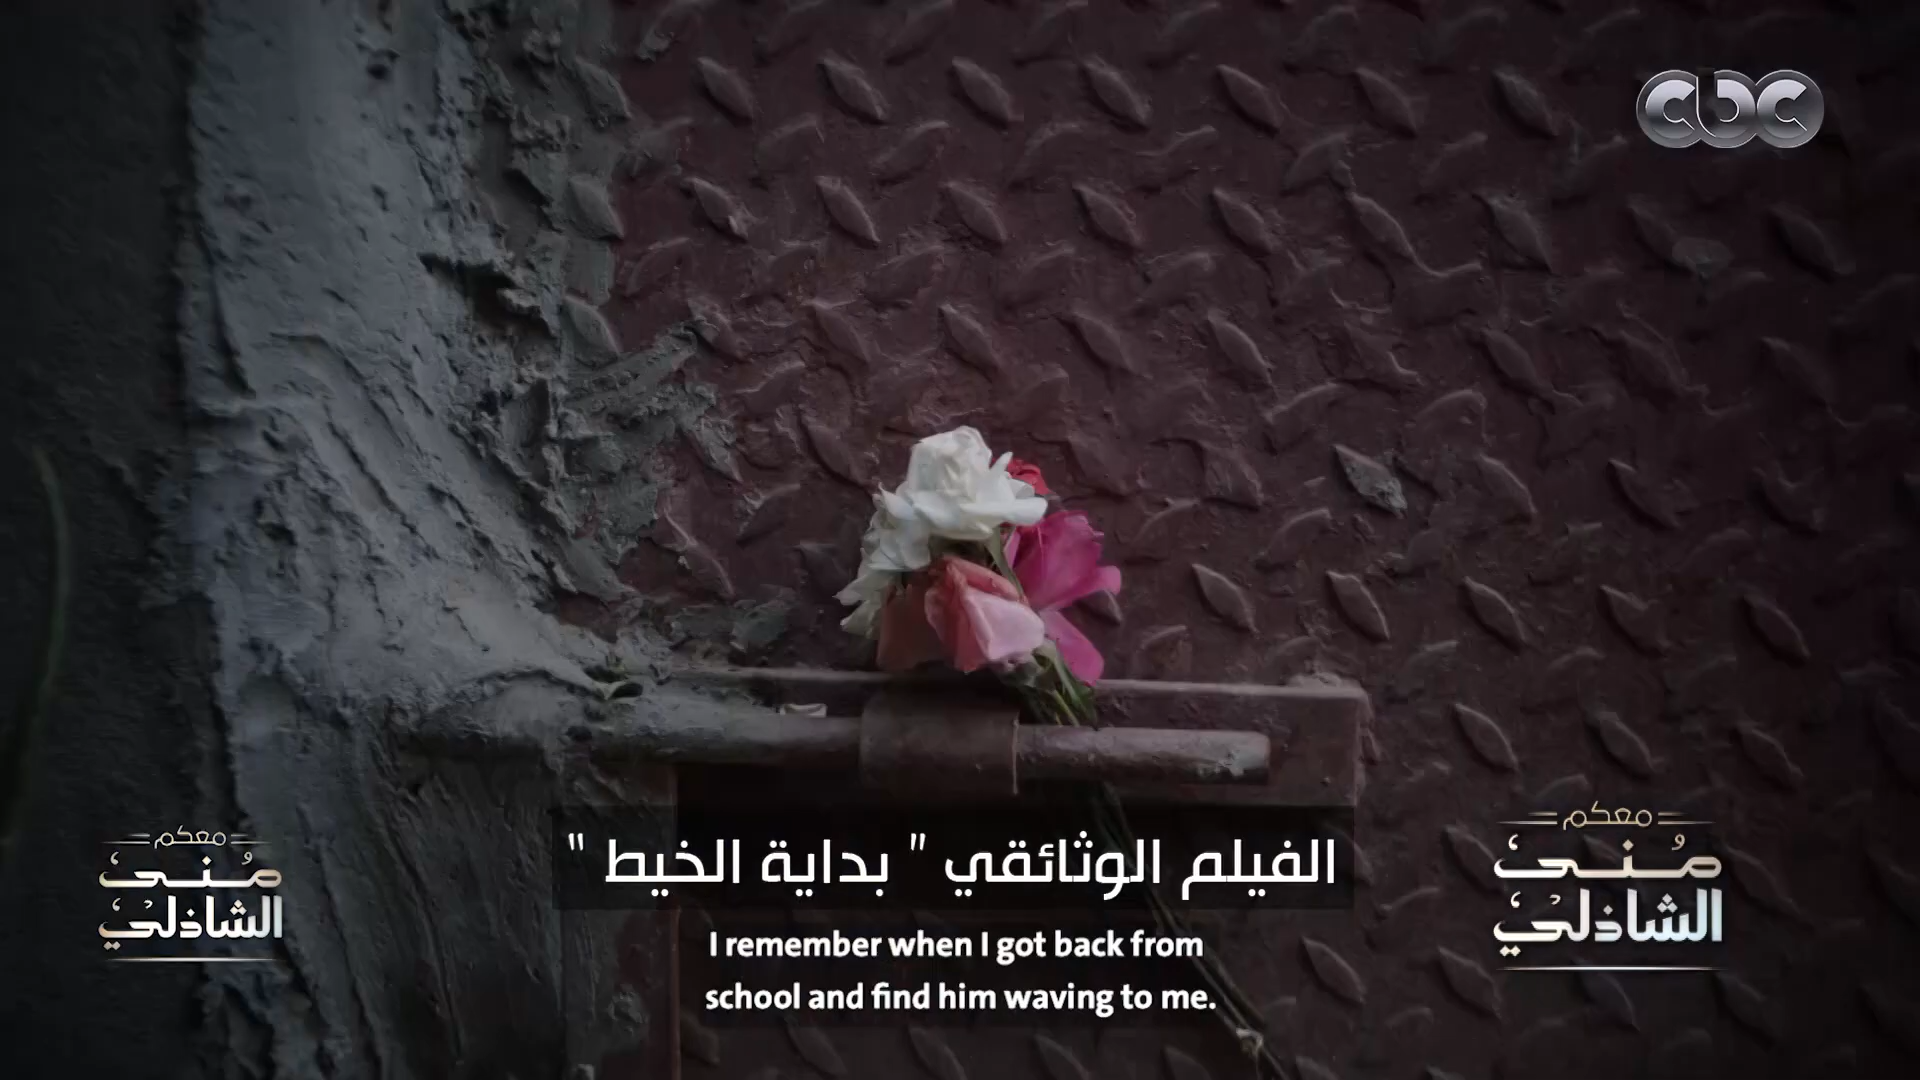 cbc
الفيلم الوثائقي " بداية الخيط "
I remember when I got back from
school and find him waving to me.
معكم
مُنى
الشاذلي
معكم
مُنى
الشاذلي